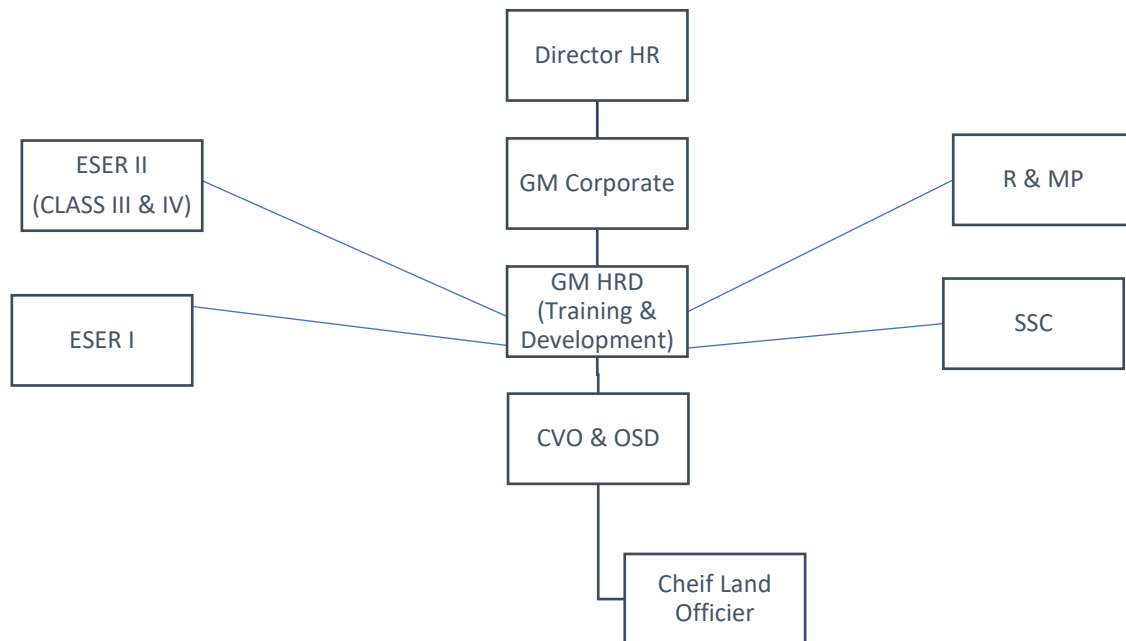 Director HR
ESER II
(CLASS III & IV)
GM Corporate
R & MP
GM HRD
(Training &
Development)
ESER I
SSC
CVO & OSD
Cheif Land
Officier